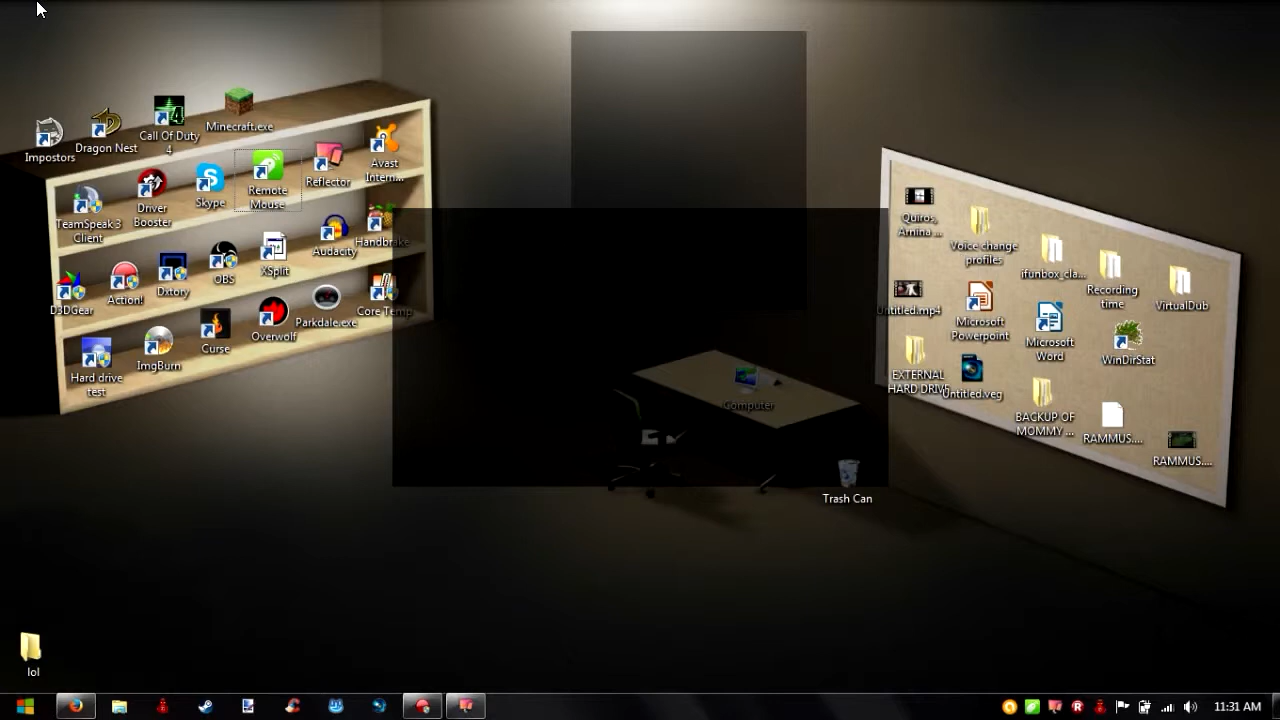 Impostors
Dragon Nest
Call Of Duty
4
Minecraft.exe
TeamSpeak 3
Client
Driver
Booster
Skype
Remote
Mouse
Reflector
Avast
Intern...
D3DGear
Action!
Dxtory
OBS
XSplit
Audacity
Handbrake
Hard drive
test
ImgBurn
Curse
Overwolf
Parkdale.exe
Core Temp
Computer
Trash Can
Quiros,
Amina ...
Voice change
profiles
ifunbox_cla...
Recording
time
VirtualDub
Untitled.mp4
Microsoft
Powerpoint
Microsoft
Word
WinDirStat
EXTERNAL
HARD DRIVE
Untitled.veg
BACKUP OF
MOMMY ...
RAMMUS....
RAMMUS....
lol
11:31 AM